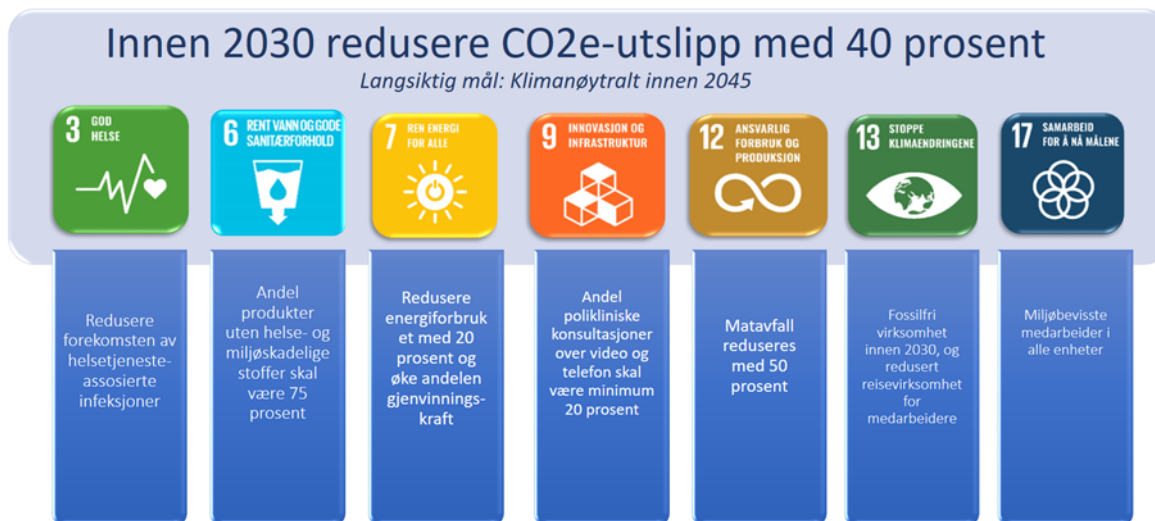 Innen 2030 redusere CO2e-utslipp med 40 prosent
Langsiktig mål: Klimanøytralt innen 2045
3 GOD
HELSE
6 RENT VANN OG GODE
SANITÆRFORHOLD
7 REN ENERGI
FOR ALLE
9 INNOVASJON OG
INFRASTRUKTUR
12 ANSVARLIG
FORBRUK OG
PRODUKSJON
13 STOPPE
KLIMAENDRINGENE
17 SAMARBEID
FOR Å NÅ MÅLENE
Redusere
forekomsten av
helsetjeneste-
assosierte
infeksjoner
Andel
produkter
uten helse- og
miljøskadelige
stoffer skal
være 75
prosent
Redusere
energiforbruk
et med 20
prosent og
øke andelen
gjenvinnings-
kraft
Andel
polikliniske
konsultasjoner
over video og
telefon skal
være minimum
20 prosent
Matavfall
reduseres
med 50
prosent
Fossilfri
virksomhet
innen 2030, og
redusert
reisevirksomhet
for
medarbeidere
Miljøbevisste
medarbeider i
alle enheter